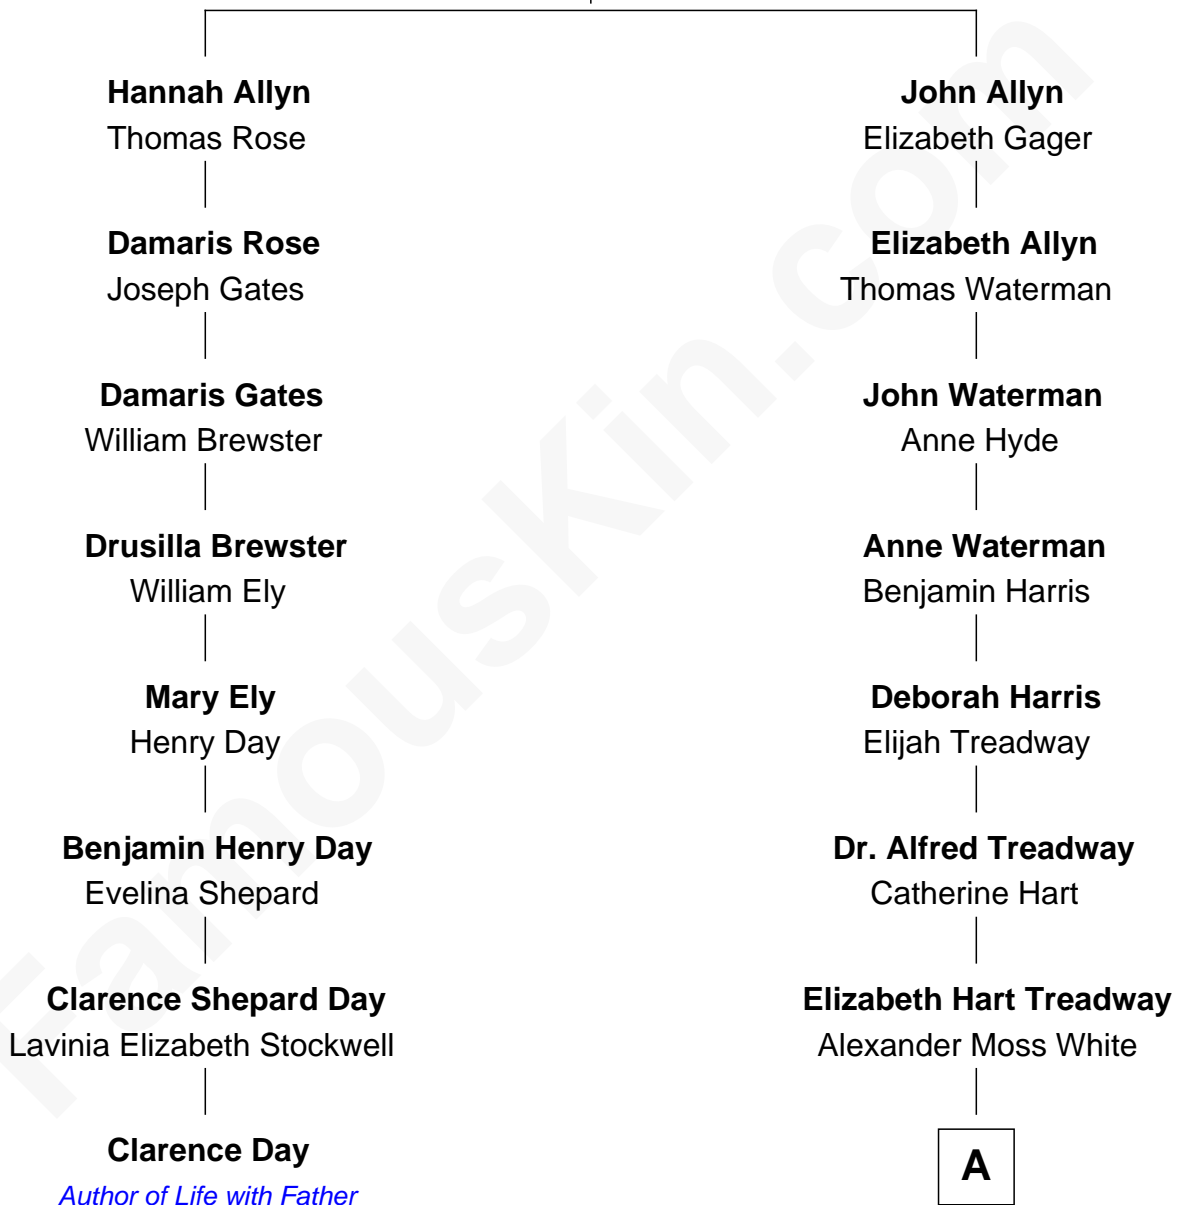 Hannah Allyn
Thomas Rose
Damaris Rose
Joseph Gates
Damaris Gates
William Brewster
Drusilla Brewster
William Ely
Mary Ely
Henry Day
Benjamin Henry Day
Evelina Shepard
Clarence Shepard Day
Lavinia Elizabeth Stockwell
Clarence Day
Author of Life with Father
John Allyn
Elizabeth Gager
Elizabeth Allyn
Thomas Waterman
John Waterman
Anne Hyde
Anne Waterman
Benjamin Harris
Deborah Harris
Elijah Treadway
Dr. Alfred Treadway
Catherine Hart
Elizabeth Hart Treadway
Alexander Moss White
A
FamousKin.com